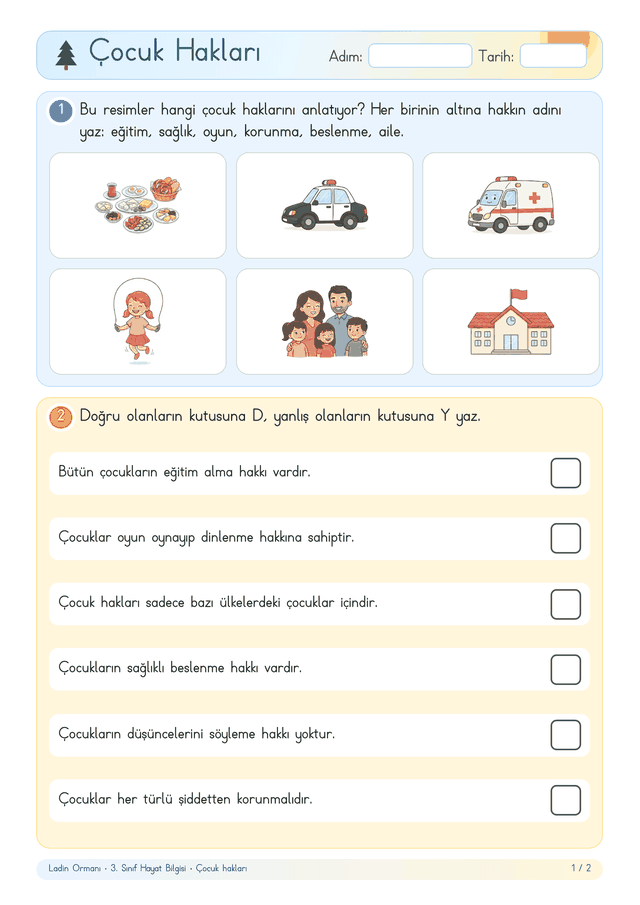 Çocuk Hakları
Adım:
Tarih:
1
Bu resimler hangi çocuk haklarını anlatıyor? Her birinin altına hakkın adını
yaz: eğitim, sağlık, oyun, korunma, beslenme, aile.
2
Doğru olanların kutusuna D, yanlış olanların kutusuna Y yaz.
Bütün çocukların eğitim alma hakkı vardır.
Çocuklar oyun oynayıp dinlenme hakkına sahiptir.
Çocuk hakları sadece bazı ülkelerdeki çocuklar içindir.
Çocukların sağlıklı beslenme hakkı vardır.
Çocukların düşüncelerini söyleme hakkı yoktur.
Çocuklar her türlü şiddetten korunmalıdır.
Ladin Ormanı • 3. Sınıf Hayat Bilgisi • Çocuk hakları
1 / 2